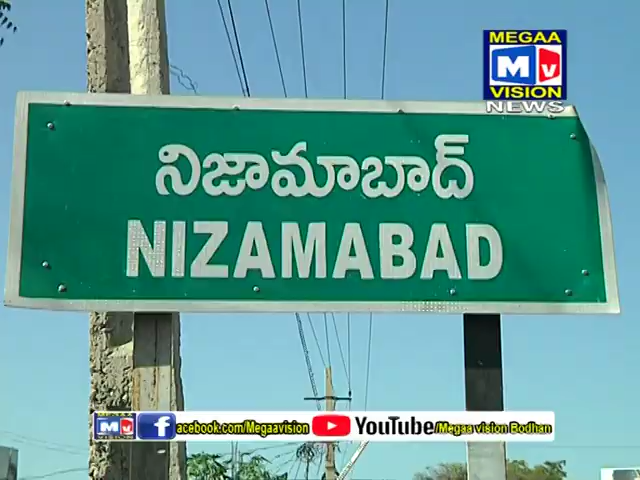 MEGAA
MV
VISION
NEWS
నిజామాబాద్
NIZAMABAD
MV f facebook.com/Megaavision YouTube/Megaa vision Bodhan